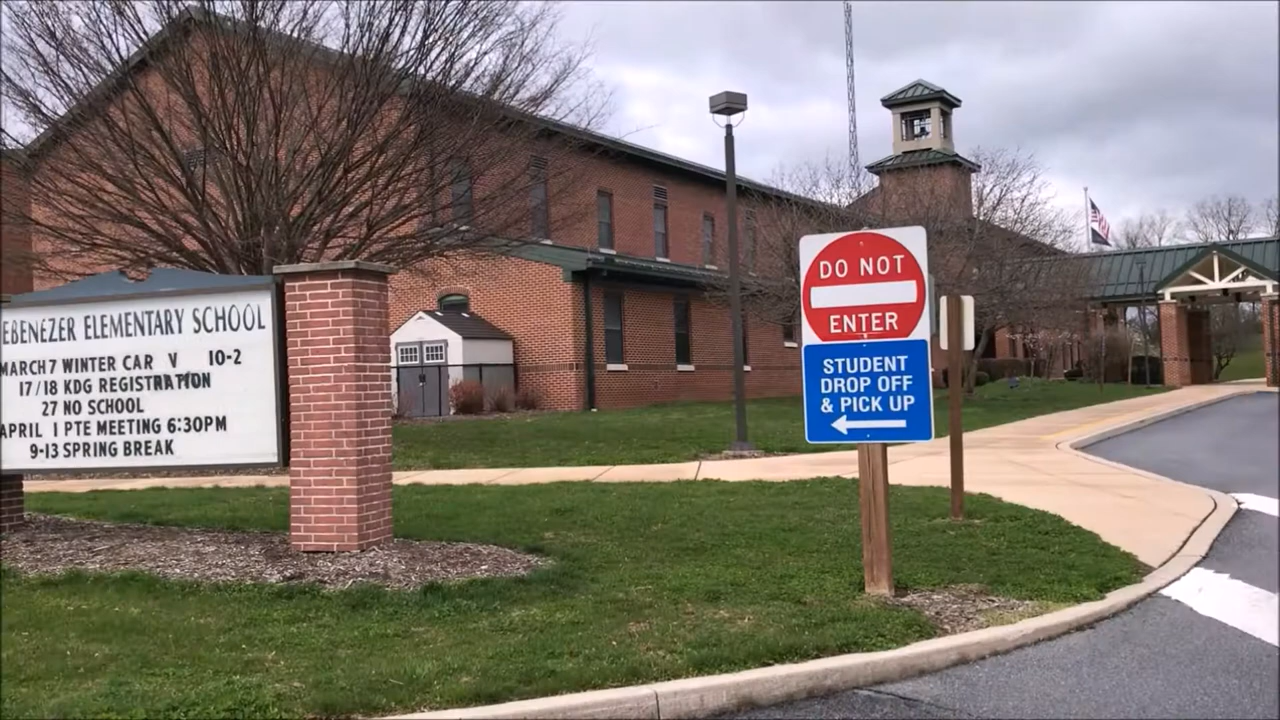 EBENEZER ELEMENTARY SCHOOL
MARCH 7 WINTER CAR V 10-2
17/18 KDG REGISTRATION
27 NO SCHOOL
APRIL 1 PTE MEETING 6:30PM
9-13 SPRING BREAK
DO NOT
ENTER
STUDENT
DROP OFF
& PICK UP